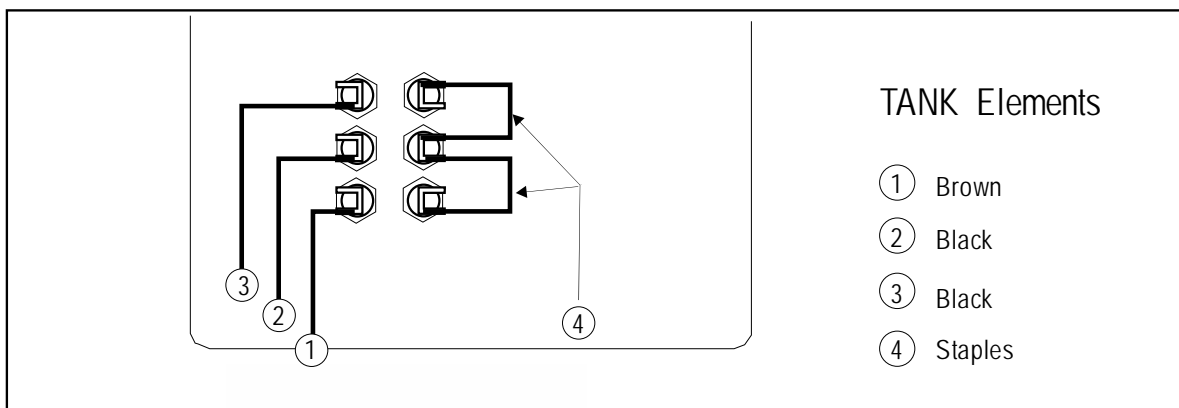 TANK Elements
1 Brown
2 Black
3 Black
4 Staples
3
2
1
4